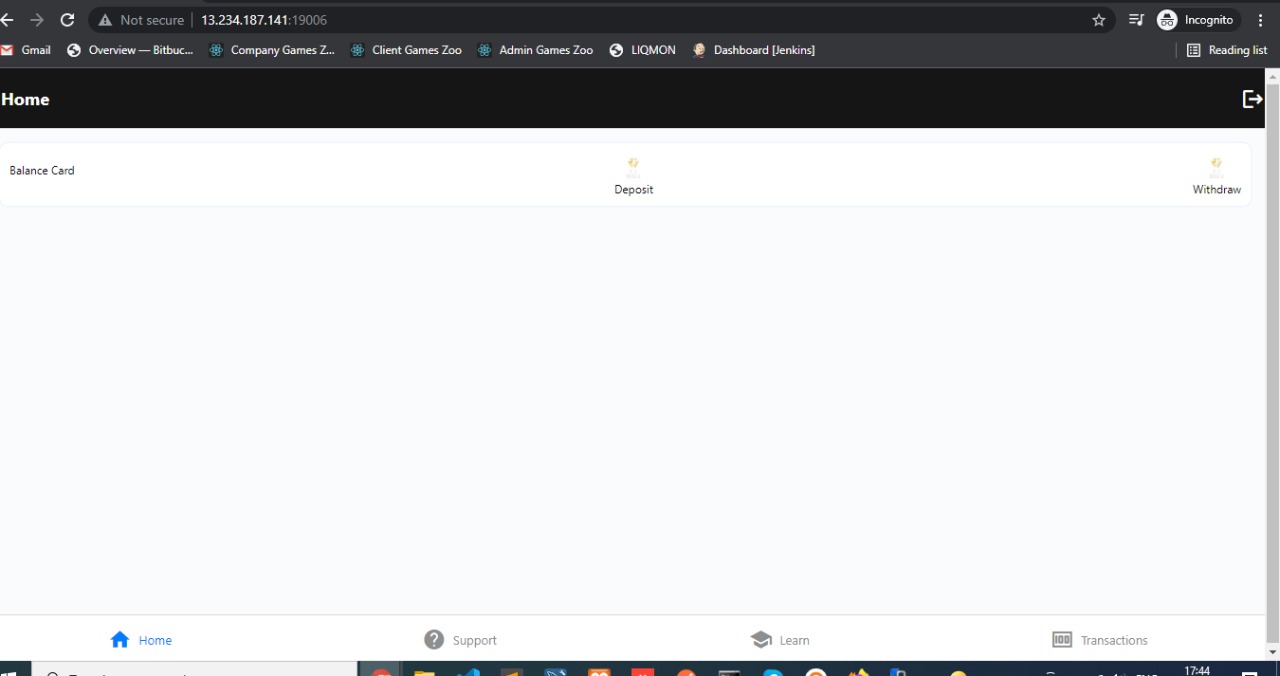 Not secure 13.234.187.141:19006 Incognito
Gmail Overview — Bitbuc... Company Games Z... Client Games Zoo Admin Games Zoo LIQMON Dashboard [Jenkins] Reading list
Home
Balance Card
Deposit Withdraw
Home Support Learn Transactions
17:44